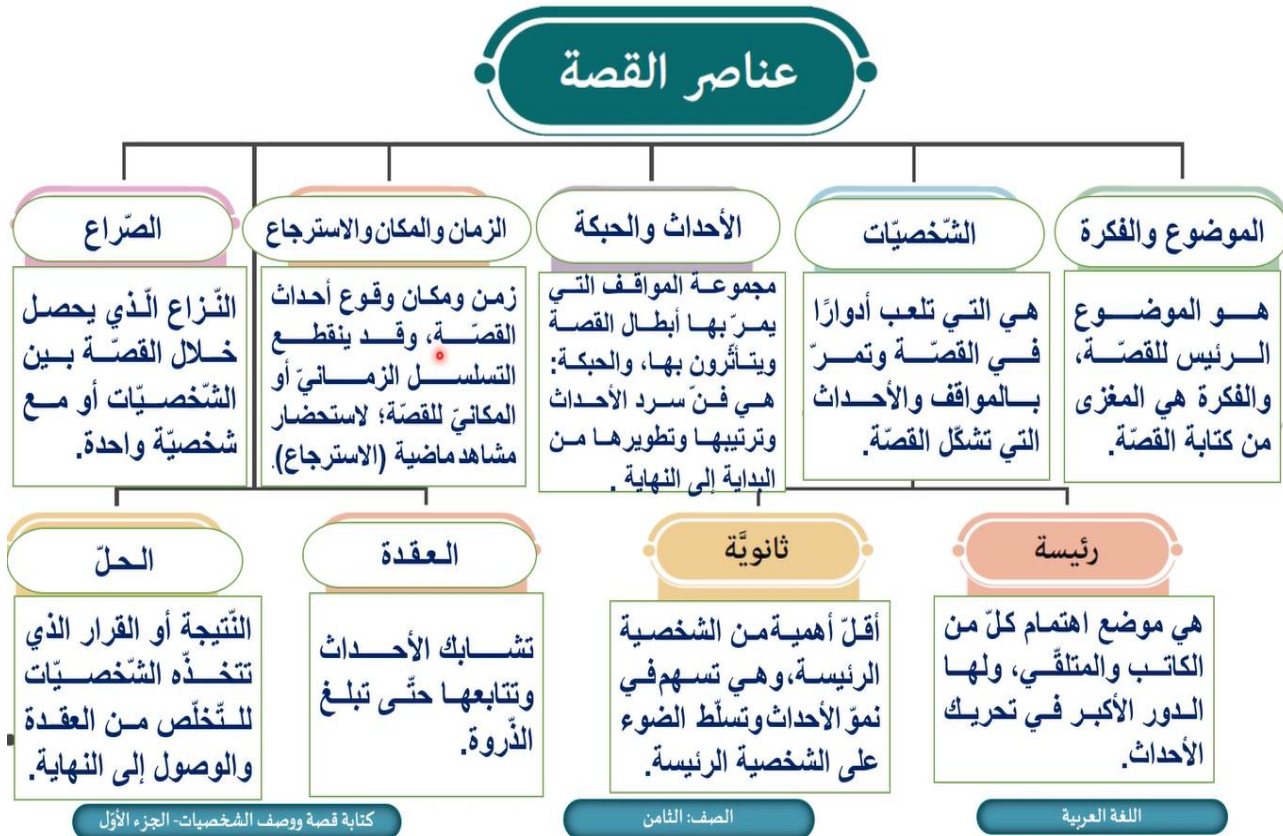 عناصر القصة
الموضوع والفكرة
هو الموضوع
الرئيس للقصّة،
والفكرة هي المغزى
من كتابة القصّة.
الشّخصيّات
هي التي تلعب أدوارًا
في القصّة وتمرّ
بالمواقف والأحداث
التي تشكّل القصّة.
الأحداث والحبكة
مجموعة المواقف التي
يمرّ بها أبطال القصة
ويتأثّرون بها، والحبكة:
هي فنّ سرد الأحداث
وترتيبها وتطويرها من
البداية إلى النهاية .
الزمان والمكان والاسترجاع
زمن ومكان وقوع أحداث
القصّة، وقد ينقطع
التسلسل الزمانيّ أو
المكانيّ للقصّة؛ لاستحضار
مشاهد ماضية (الاسترجاع).
الصّراع
النّزاع الّذي يحصل
خلال القصّة بين
الشّخصيّات أو مع
شخصيّة واحدة.
رئيسة
هي موضع اهتمام كلّ من
الكاتب والمتلقّي، ولها
الدور الأكبر في تحريك
الأحداث.
ثانويَّة
أقلّ أهمية من الشخصية
الرئيسة، وهي تسهم في
نموّ الأحداث وتسلّط الضوء
على الشخصية الرئيسة.
العقدة
تشابك الأحداث
وتتابعها حتّى تبلغ
الذّروة.
الحلّ
النّتيجة أو القرار الذي
تتخذّه الشّخصيّات
للتّخلّص من العقدة
والوصول إلى النهاية.
اللغة العربية
الصف: الثامن
كتابة قصة ووصف الشخصيات- الجزء الأوّل